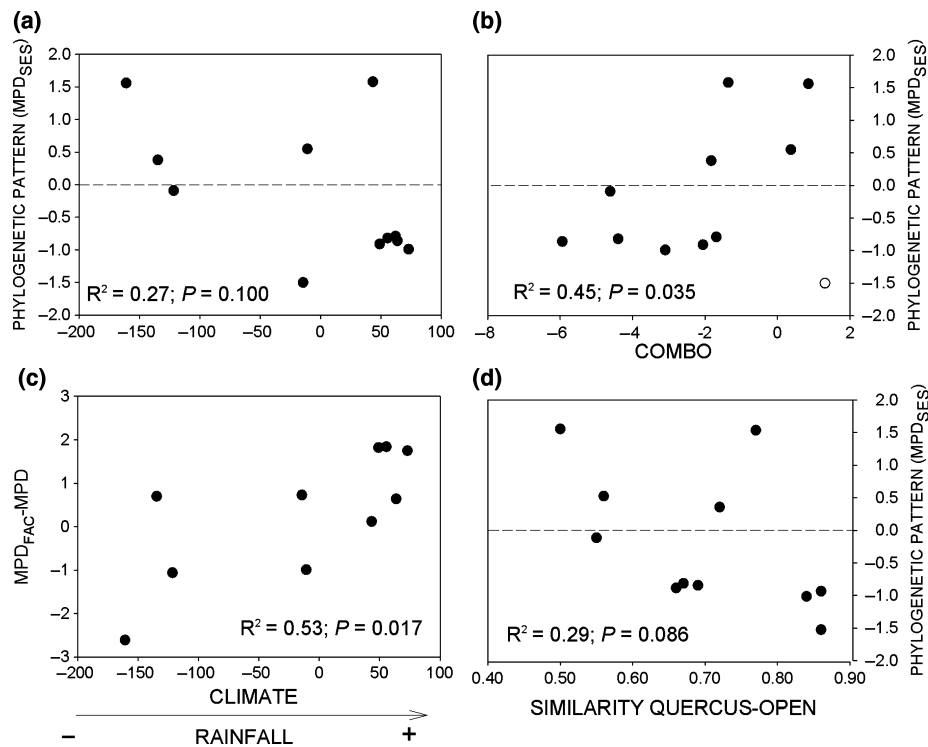 (a)
PHYLOGENETIC PATTERN (MPDSES)
2.0
1.5
1.0
0.5
0.0
–0.5
–1.0
–1.5
–2.0
R2 = 0.27; P = 0.100
–200 –150 –100 –50 0 50 100
(b)
2.0
1.5
1.0
0.5
0.0
–0.5
–1.0
–1.5
–2.0
PHYLOGENETIC PATTERN (MPDSES)
R2 = 0.45; P = 0.035
–8 –6 –4 –2 0 2
COMBO
(c)
MPDFAC-MPD
3
2
1
0
–1
–2
–3
R2 = 0.53; P = 0.017
–200 –150 –100 –50 0 50 100
CLIMATE
– RAINFALL +
(d)
2.0
1.5
1.0
0.5
0.0
–0.5
–1.0
–1.5
–2.0
PHYLOGENETIC PATTERN (MPDSES)
R2 = 0.29; P = 0.086
0.40 0.50 0.60 0.70 0.80 0.90
SIMILARITY QUERCUS-OPEN